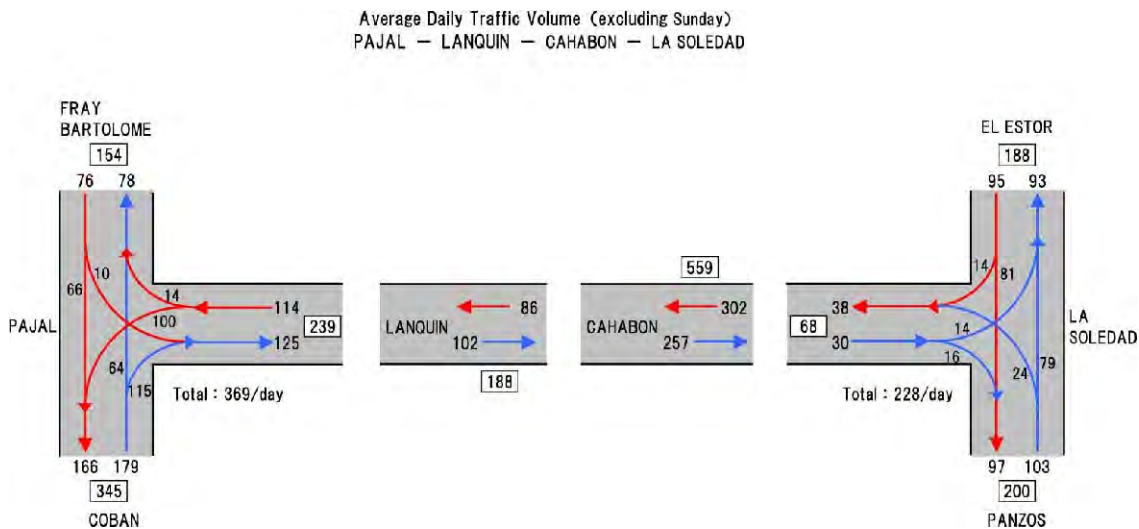 Average Daily Traffic Volume (excluding Sunday)
PAJAL － LANQUIN － CAHABON － LA SOLEDAD
FRAY
BARTOLOME
154
76 78
66
10
14
100
114
125
64
115
239
PAJAL
Total : 369/day
166 179
345
COBAN
LANQUIN
86
102
188
559
CAHABON
302
257
EL ESTOR
188
95 93
14
81
38
30
68
14
16
24
79
LA
SOLEDAD
Total : 228/day
97 103
200
PANZOS